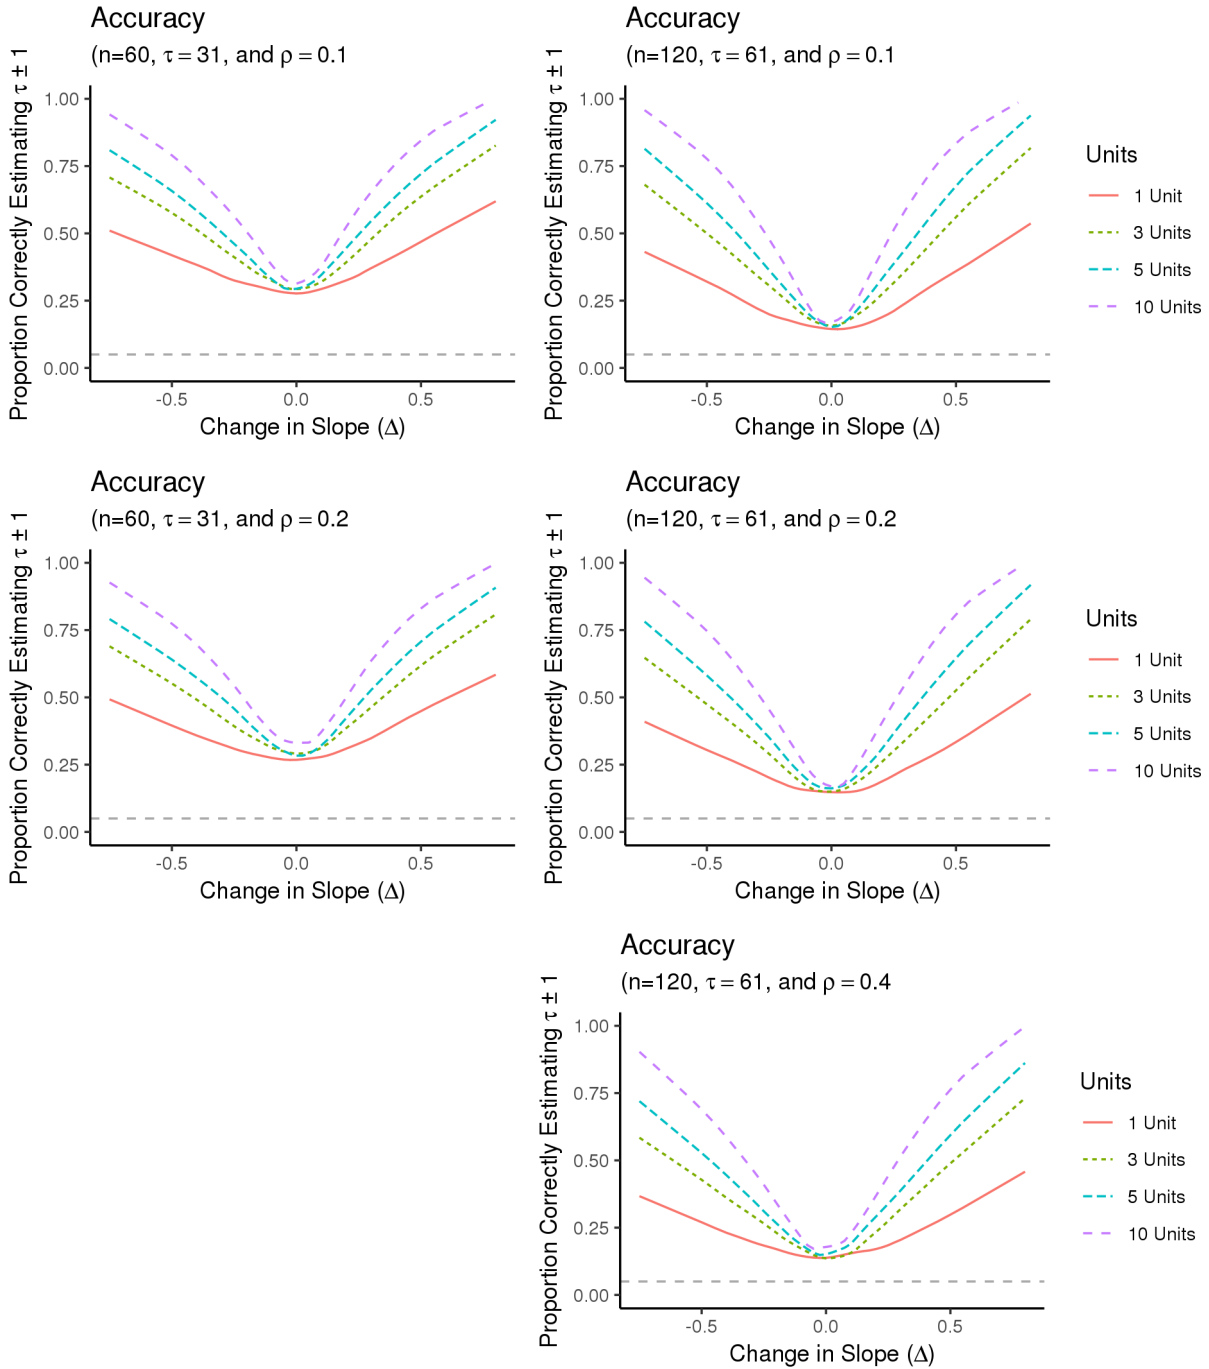 Accuracy
(n=60, τ = 31, and ρ = 0.1
Proportion Correctly Estimating τ ± 1
1.00
0.75
0.50
0.25
0.00
-0.5
0.0
0.5
Change in Slope (Δ)
Accuracy
(n=120, τ = 61, and ρ = 0.1
Proportion Correctly Estimating τ ± 1
1.00
0.75
0.50
0.25
0.00
-0.5
0.0
0.5
Change in Slope (Δ)
Units
1 Unit
3 Units
5 Units
10 Units
Accuracy
(n=60, τ = 31, and ρ = 0.2
Proportion Correctly Estimating τ ± 1
1.00
0.75
0.50
0.25
0.00
-0.5
0.0
0.5
Change in Slope (Δ)
Accuracy
(n=120, τ = 61, and ρ = 0.2
Proportion Correctly Estimating τ ± 1
1.00
0.75
0.50
0.25
0.00
-0.5
0.0
0.5
Change in Slope (Δ)
Units
1 Unit
3 Units
5 Units
10 Units
Accuracy
(n=120, τ = 61, and ρ = 0.4
Proportion Correctly Estimating τ ± 1
1.00
0.75
0.50
0.25
0.00
-0.5
0.0
0.5
Change in Slope (Δ)
Units
1 Unit
3 Units
5 Units
10 Units